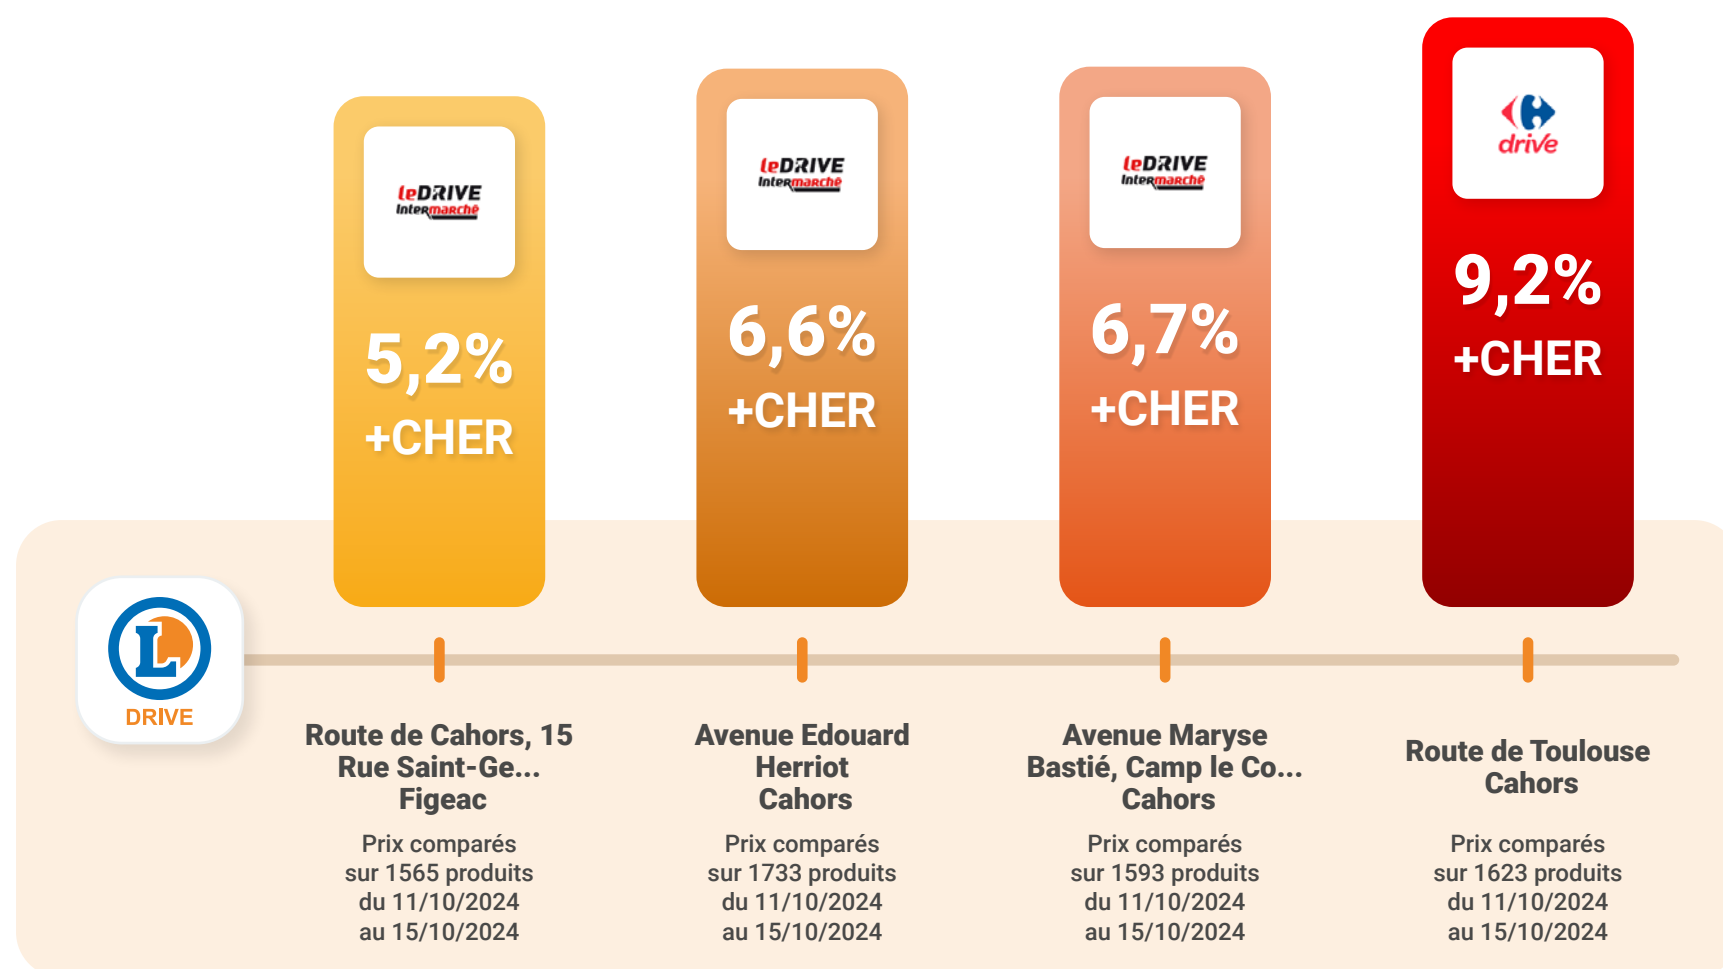 leDRIVE
Intermarché
5,2%
+CHER
leDRIVE
Intermarché
6,6%
+CHER
leDRIVE
Intermarché
6,7%
+CHER
drive
9,2%
+CHER
L
DRIVE
Route de Cahors, 15
Rue Saint-Ge...
Figeac
Prix comparés
sur 1565 produits
du 11/10/2024
au 15/10/2024
Avenue Edouard
Herriot
Cahors
Prix comparés
sur 1733 produits
du 11/10/2024
au 15/10/2024
Avenue Maryse
Bastié, Camp le Co...
Cahors
Prix comparés
sur 1593 produits
du 11/10/2024
au 15/10/2024
Route de Toulouse
Cahors
Prix comparés
sur 1623 produits
du 11/10/2024
au 15/10/2024